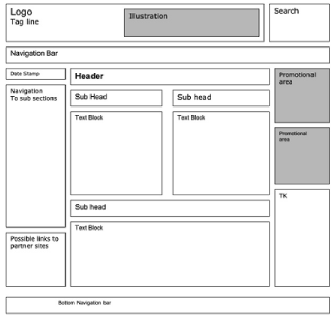 Logo
Tag line
Illustration
Search
Navigation Bar
Date Stamp
Header
Promotional
area
Navigation
To sub sections
Sub Head
Sub head
Text Block
Text Block
Promotional
area
TK
Sub head
Text Block
Possible links to
partner sites
Bottom Navigation bar